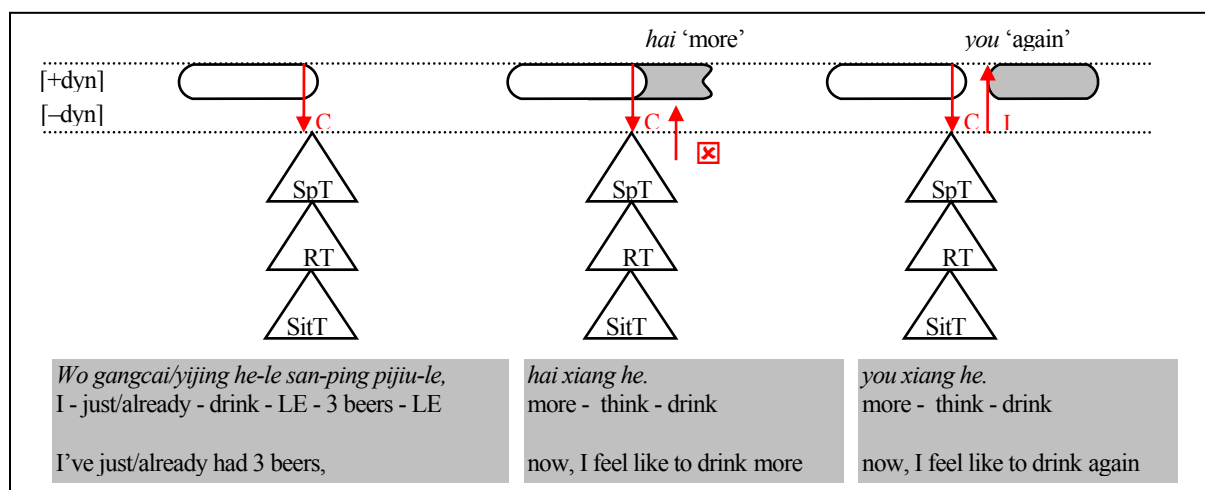 hai ‘more’ you ‘again’
⌈+dyn⌉
⌈–dyn⌉
C C C I
SpT SpT SpT
RT RT RT
SitT SitT SitT
Wo gangcai/yijing he-le san-ping pijiu-le,
I - just/already - drink - LE - 3 beers - LE
I’ve just/already had 3 beers,
hai xiang he.
more - think - drink
now, I feel like to drink more
you xiang he.
more - think - drink
now, I feel like to drink again